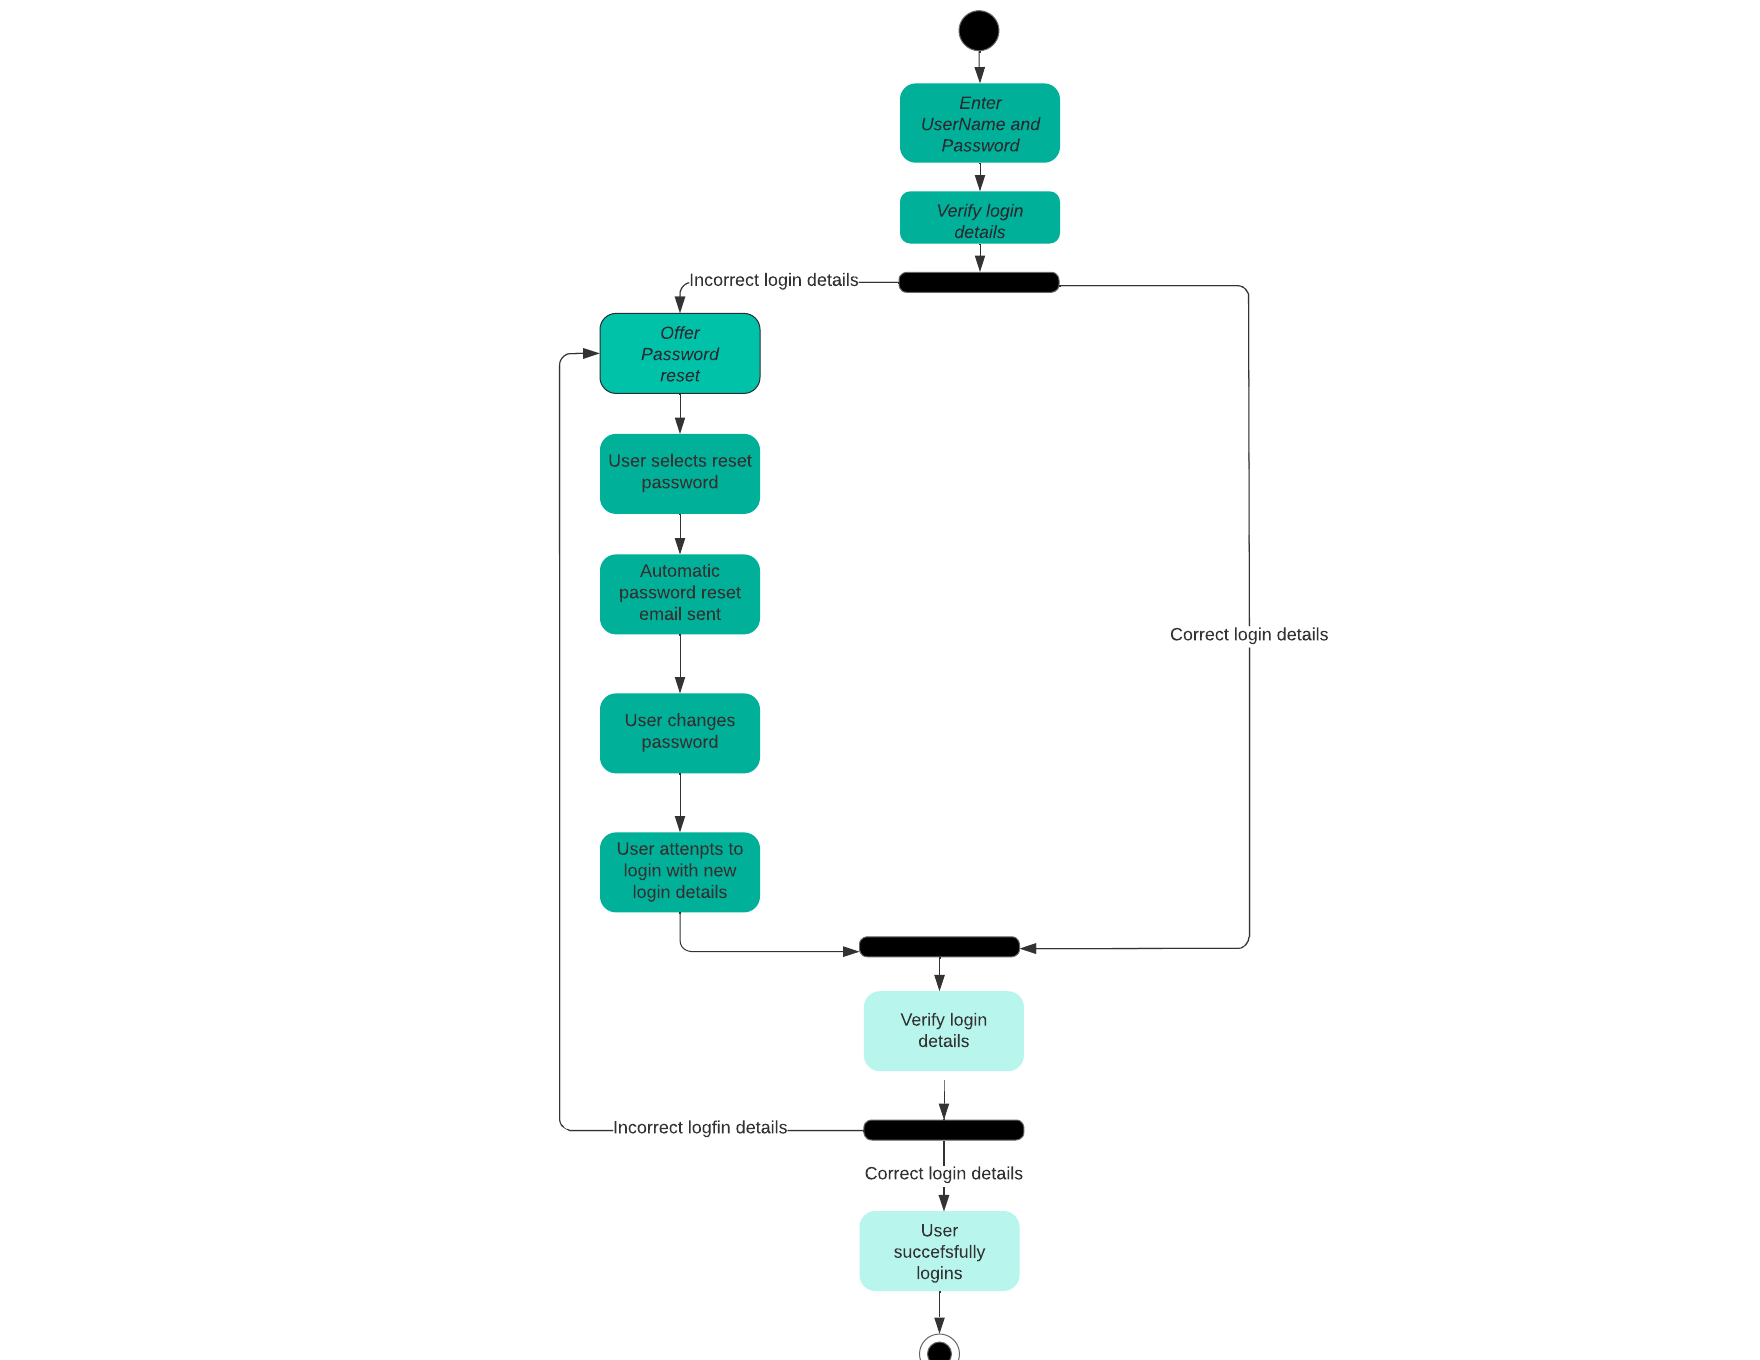 Enter
UserName and
Password
Verify login
details
Incorrect login details
Offer
Password
reset
User selects reset
password
Automatic
password reset
email sent
Correct login details
User changes
password
User attenpts to
login with new
login details
Verify login
details
Incorrect logfin details
Correct login details
User
succefsfully
logins